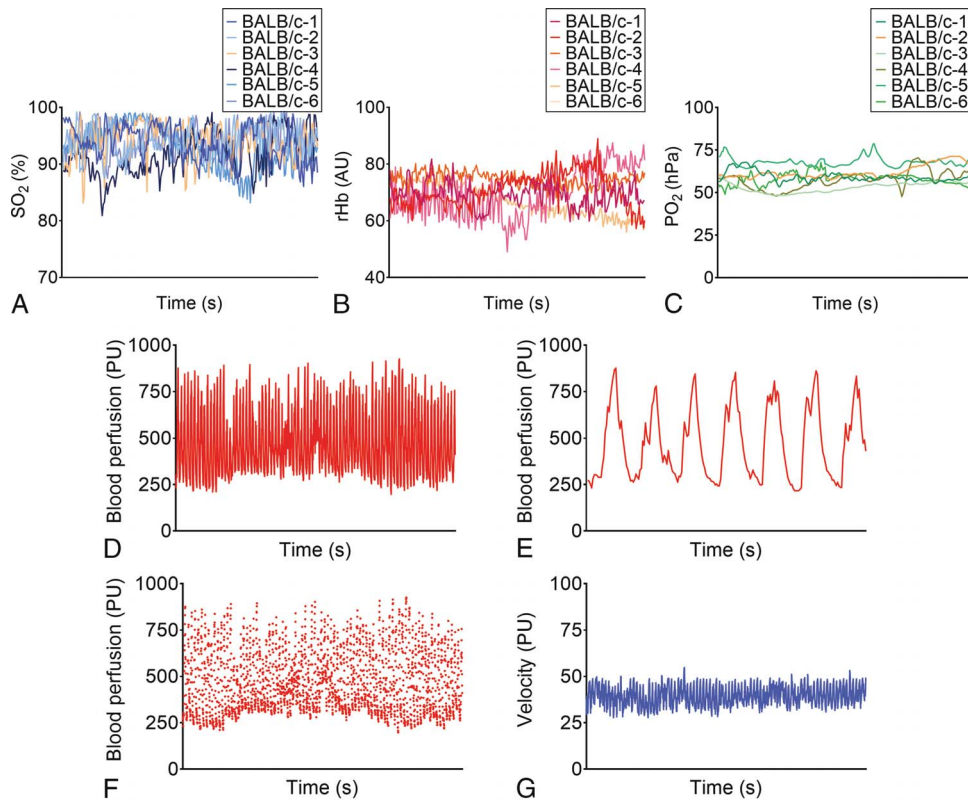 BALB/c-1
BALB/c-2
BALB/c-3
BALB/c-4
BALB/c-5
BALB/c-6
100
90
80
70
SO2 (%)
Time (s)
A
BALB/c-1
BALB/c-2
BALB/c-3
BALB/c-4
BALB/c-5
BALB/c-6
100
80
60
40
rHb (AU)
Time (s)
B
BALB/c-1
BALB/c-2
BALB/c-3
BALB/c-4
BALB/c-5
BALB/c-6
100
75
50
25
0
PO2 (hPa)
Time (s)
C
1000
750
500
250
0
Blood perfusion (PU)
Time (s)
D
1000
750
500
250
0
Blood perfusion (PU)
Time (s)
E
1000
750
500
250
0
Blood perfusion (PU)
Time (s)
F
100
75
50
25
0
Velocity (PU)
Time (s)
G